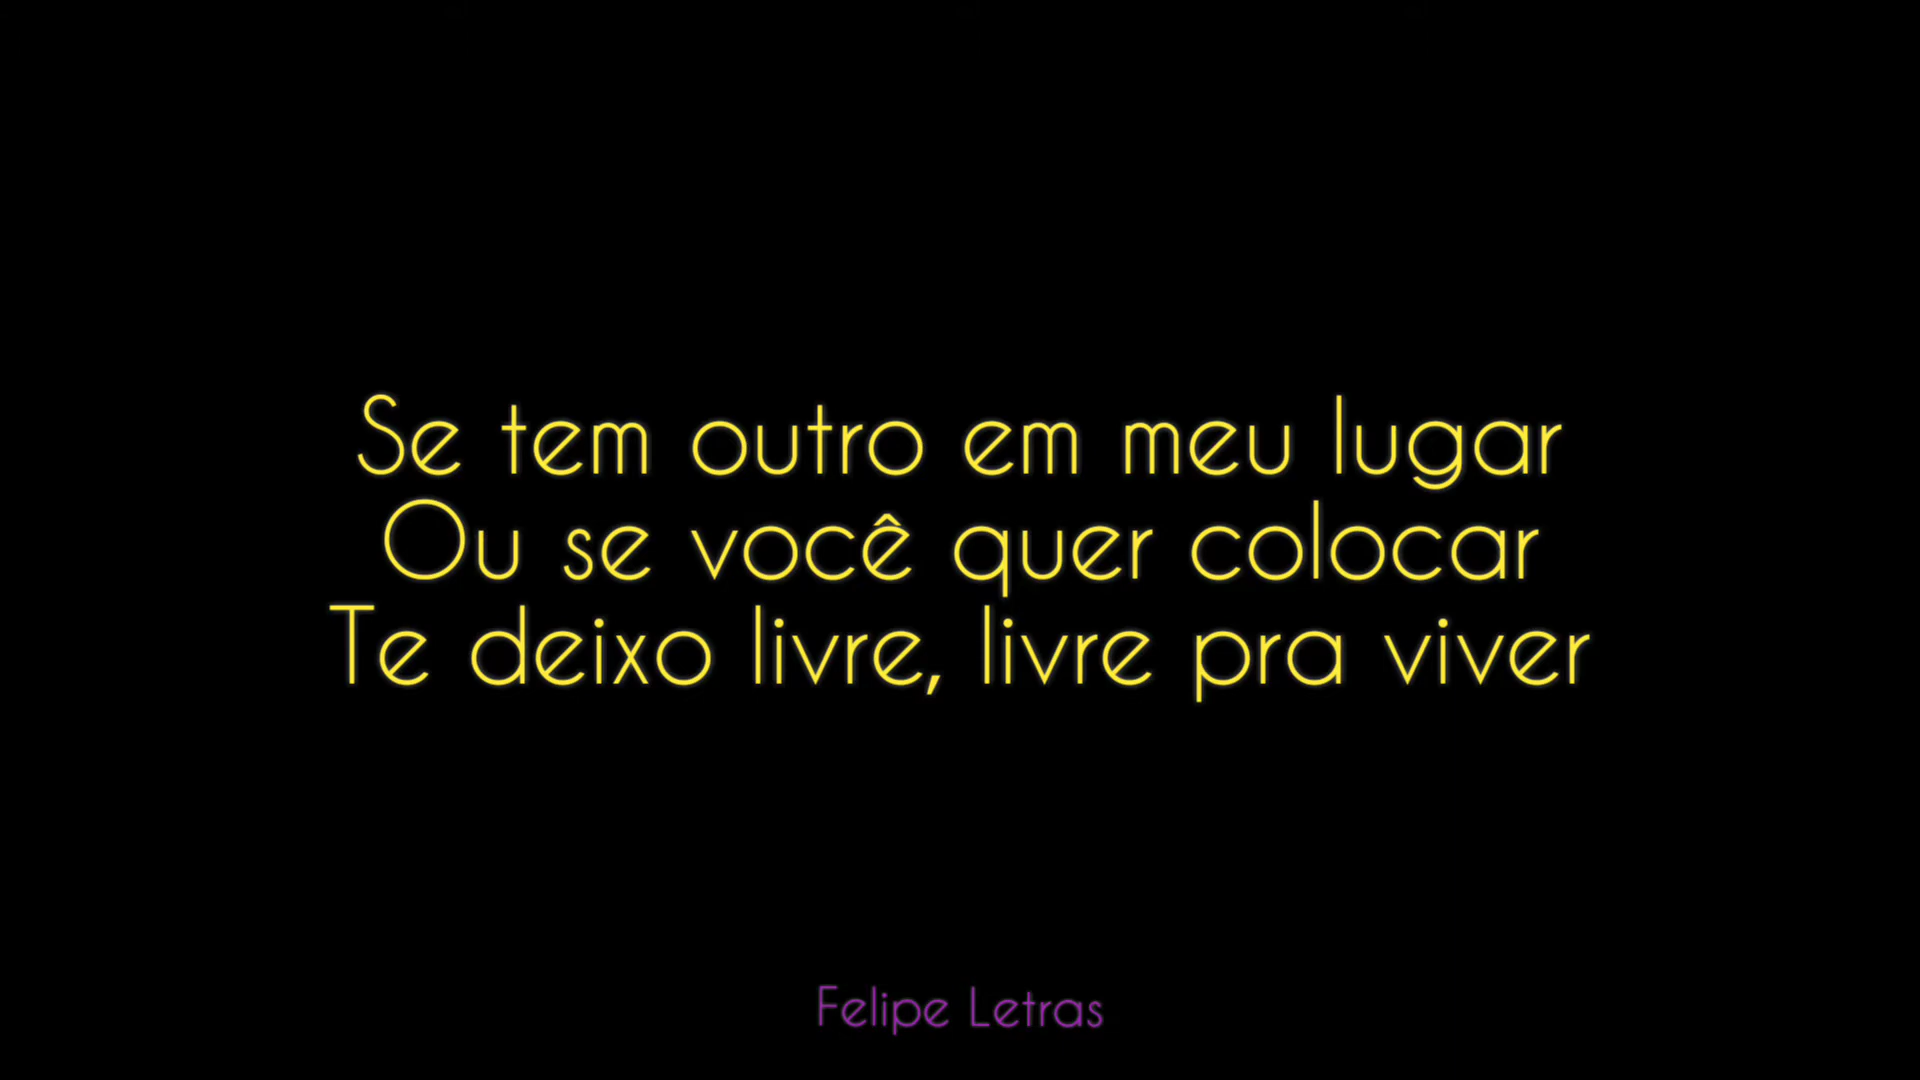 Se tem outro em meu lugar
Ou se você quer colocar
Te deixo livre, livre pra viver
Felipe Letras